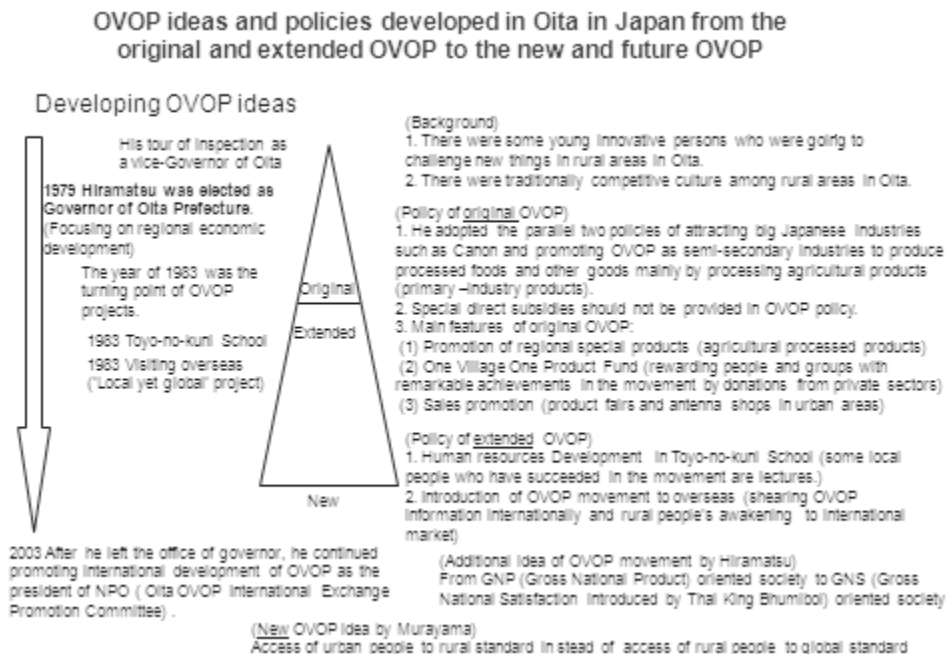 OVOP ideas and policies developed in Oita in Japan from the
original and extended OVOP to the new and future OVOP
Developing OVOP ideas
His tour of inspection as
a vice-Governor of Oita
1979 Hiramatsu was elected as
Governor of Oita Prefecture.
(Focusing on regional economic
development)
The year of 1983 was the
turning point of OVOP
projects.
1983 Toyo-no-kuni School
1983 Visiting overseas
("Local yet global" project)
2003 After he left the office of governor, he continued
promoting international development of OVOP as the
president of NPO ( Oita OVOP International Exchange
Promotion Committee) .
Original
Extended
New
(Background)
1. There were some young innovative persons who were going to
challenge new things in rural areas in Oita.
2. There were traditionally competitive culture among rural areas in Oita.
(Policy of original OVOP)
1. He adopted the parallel two policies of attracting big Japanese industries
such as Canon and promoting OVOP as semi-secondary industries to produce
processed foods and other goods mainly by processing agricultural products
(primary –industry products).
2. Special direct subsidies should not be provided in OVOP policy.
3. Main features of original OVOP:
(1) Promotion of regional special products (agricultural processed products)
(2) One Village One Product Fund (rewarding people and groups with
remarkable achievements in the movement by donations from private sectors)
(3) Sales promotion (product fairs and antenna shops in urban areas)
(Policy of extended OVOP)
1. Human resources Development in Toyo-no-kuni School (some local
people who have succeeded in the movement are lectures.)
2. Introduction of OVOP movement to overseas (shearing OVOP
information internationally and rural people's awakening to international
market)
(Additional idea of OVOP movement by Hiramatsu)
From GNP (Gross National Product) oriented society to GNS (Gross
National Satisfaction introduced by Thai King Bhumibol) oriented society
(New OVOP idea by Murayama)
Access of urban people to rural standard in stead of access of rural people to global standard